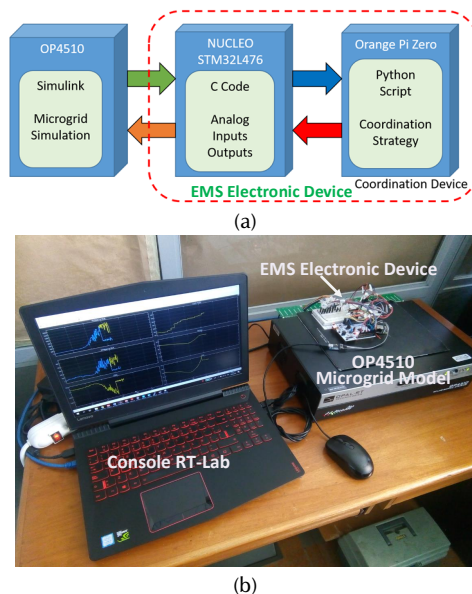 OP4510
NUCLEO
STM32L476
Orange Pi Zero
Simulink
Microgrid
Simulation
C Code
Analog
Inputs
Outputs
Python
Script
Coordination
Strategy
EMS Electronic Device
Coordination Device
(a)
EMS Electronic Device
OP4510
Microgrid Model
Console RT-Lab
(b)